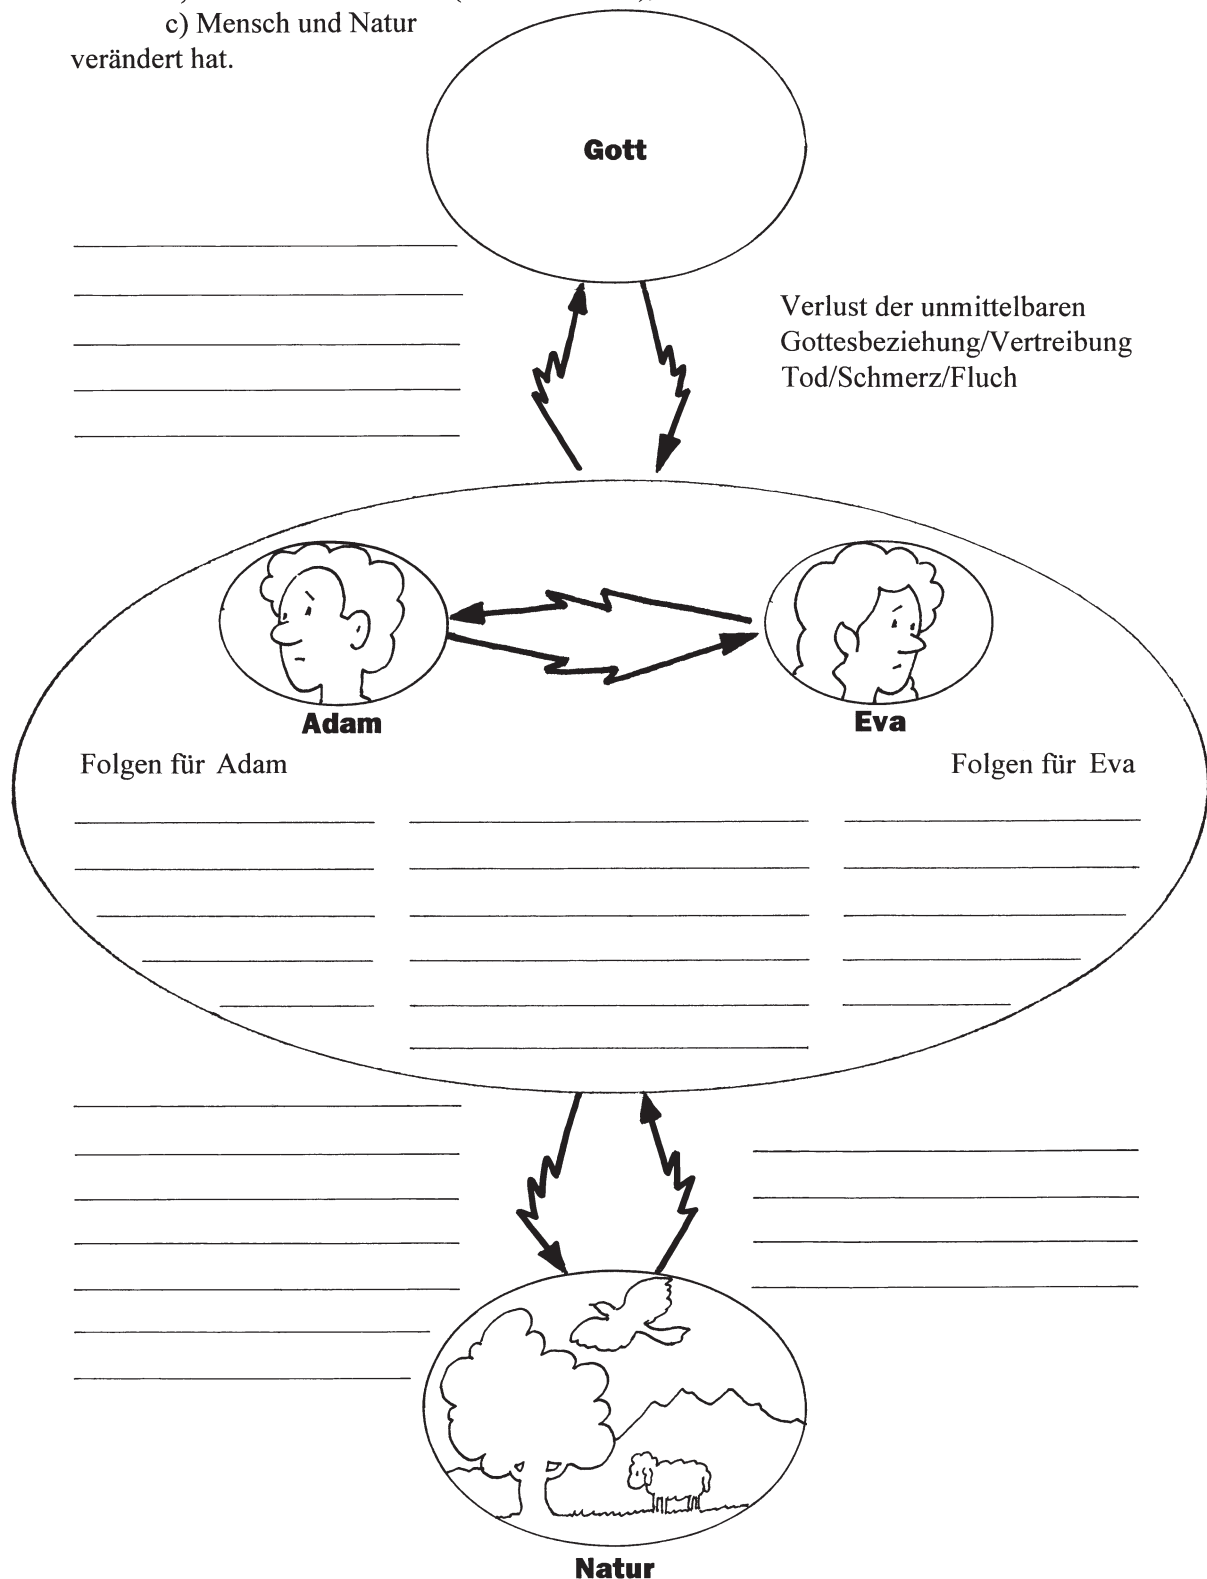 c) Mensch und Natur
verändert hat.
Gott
Verlust der unmittelbaren
Gottesbeziehung/Vertreibung
Tod/Schmerz/Fluch
Adam
Eva
Folgen für Adam
Folgen für Eva
Natur